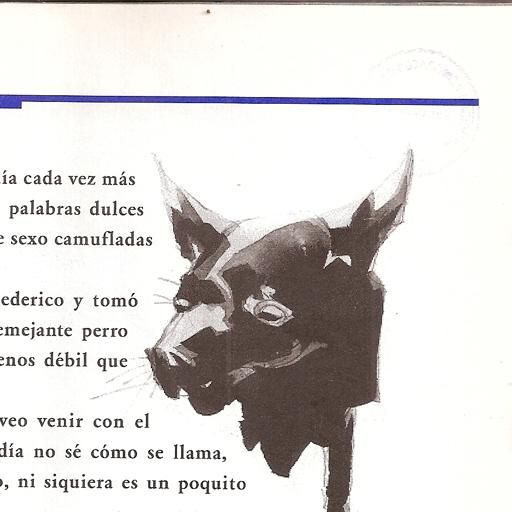 ía cada vez más
palabras dulces
e sexo camufladas
ederico y tomó
emejante perro
enos débil que
veo venir con el
día no sé cómo se llama,
o, ni siquiera es un poquito